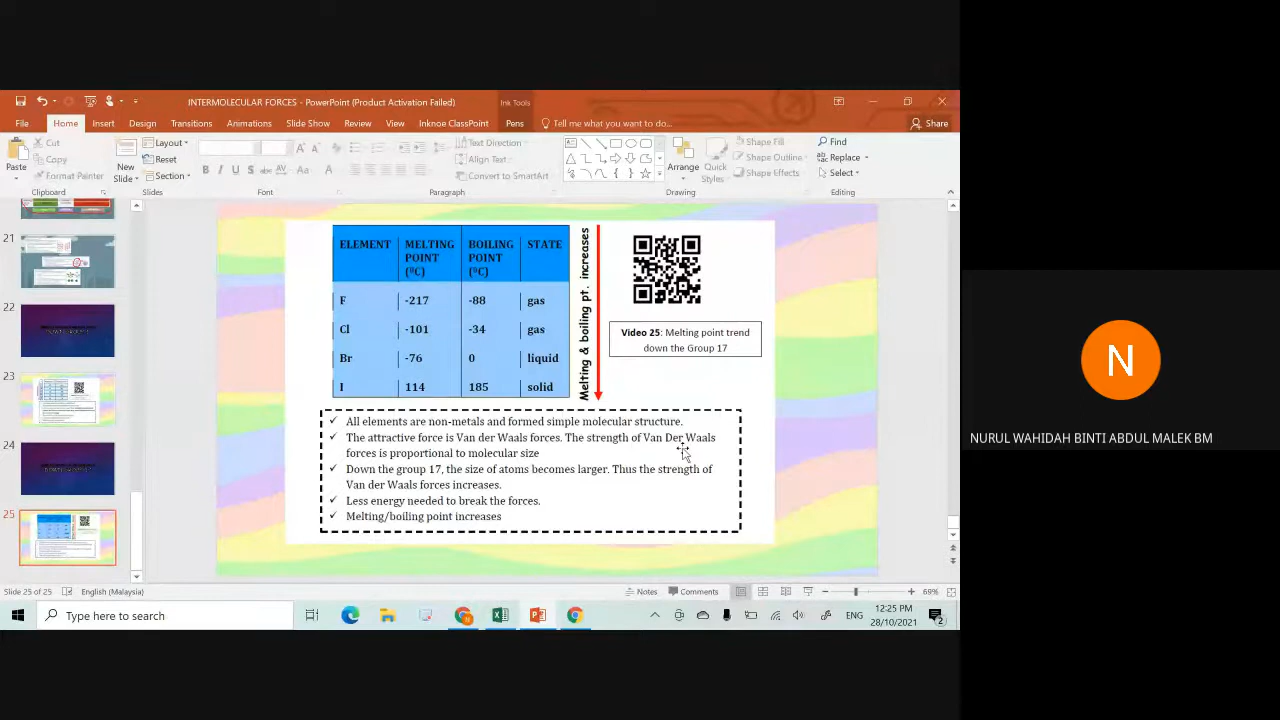 INTERMOLECULAR FORCES - PowerPoint (Product Activation Failed)
Ink Tools
File Home Insert Design Transitions Animations Slide Show Review View Inknoe ClassPoint Pens Tell me what you want to do... Share
Paste
Cut
Copy
Format Painter
Clipboard
New Slide
Layout
Reset
Section
Slides
B I U S abc AV Aa A
Font
Text Direction
Align Text
Convert to SmartArt
Paragraph
Arrange
Quick Styles
Shape Fill
Shape Outline
Shape Effects
Drawing
Find
Replace
Select
Editing
21
22
23
24
25
ELEMENT MELTING BOILING STATE
POINT POINT
(ºC) (ºC)
F -217 -88 gas
Cl -101 -34 gas
Br -76 0 liquid
I 114 185 solid
Melting & boiling pt. increases
Video 25: Melting point trend
down the Group 17
All elements are non-metals and formed simple molecular structure.
The attractive force is Van der Waals forces. The strength of Van Der Waals
forces is proportional to molecular size
Down the group 17, the size of atoms becomes larger. Thus the strength of
Van der Waals forces increases.
Less energy needed to break the forces.
Melting/boiling point increases
N
NURUL WAHIDAH BINTI ABDUL MALEK BM
Slide 25 of 25 English (Malaysia) Notes Comments 69%
Type here to search
ENG
12:25 PM
28/10/2021
2